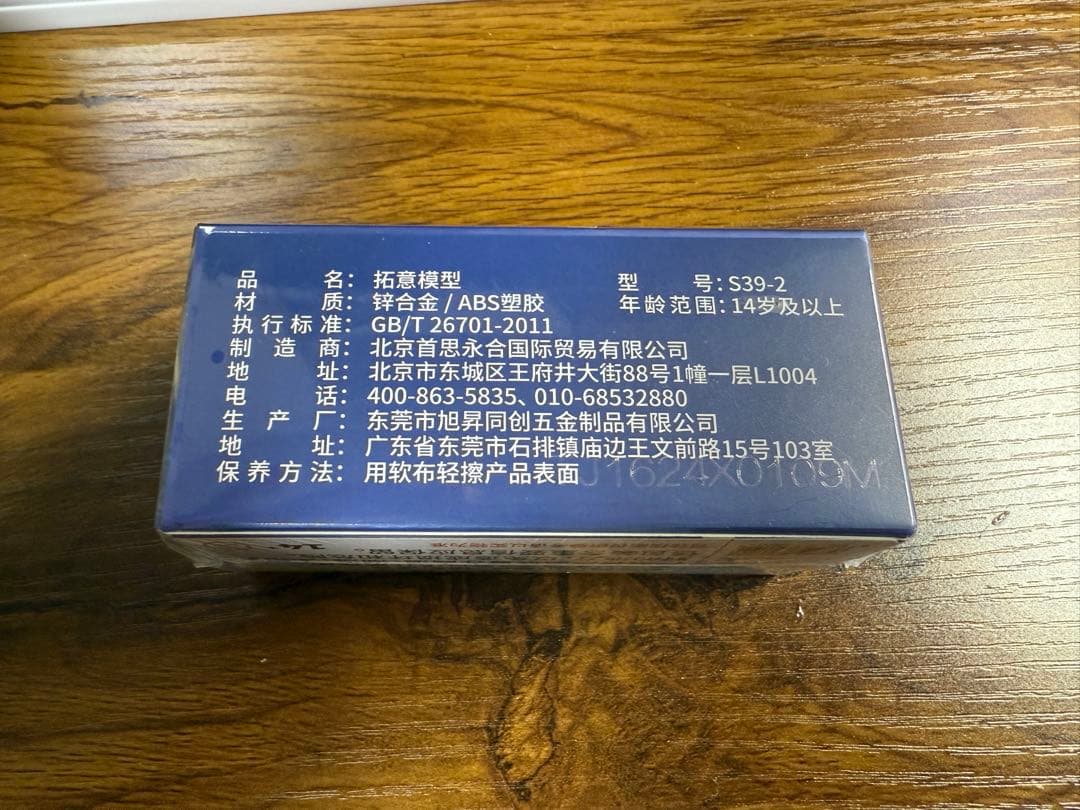 品 名：拓意模型 型 号：S39-2
材 质：锌合金 / ABS塑胶 年龄范围：14岁及以上
执行标准：GB/T 26701-2011
制 造 商：北京首思永合国际贸易有限公司
地 址：北京市东城区王府井大街88号1幢一层L1004
电 话：400-863-5835、010-68532880
生 产 厂：东莞市旭昇同创五金制品有限公司
地 址：广东省东莞市石排镇庙边王文前路15号103室
保养方法：用软布轻擦产品表面
J1624X0109M